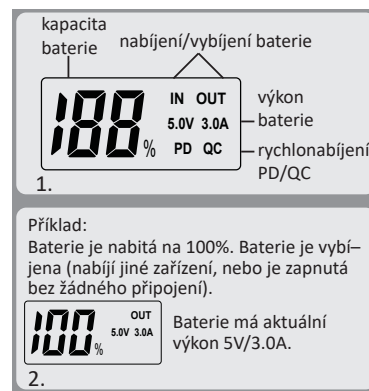 kapacita
baterie
nabíjení/vybíjení baterie
188%
IN OUT
5.0V 3.0A
PD QC
výkon
baterie
rychlonabíjení
PD/QC
1.
Příklad:
Baterie je nabitá na 100%. Baterie je vybí–
jena (nabíjí jiné zařízení, nebo je zapnutá
bez žádného připojení).
100%
OUT
5.0V 3.0A
Baterie má aktuální
výkon 5V/3.0A.
2.